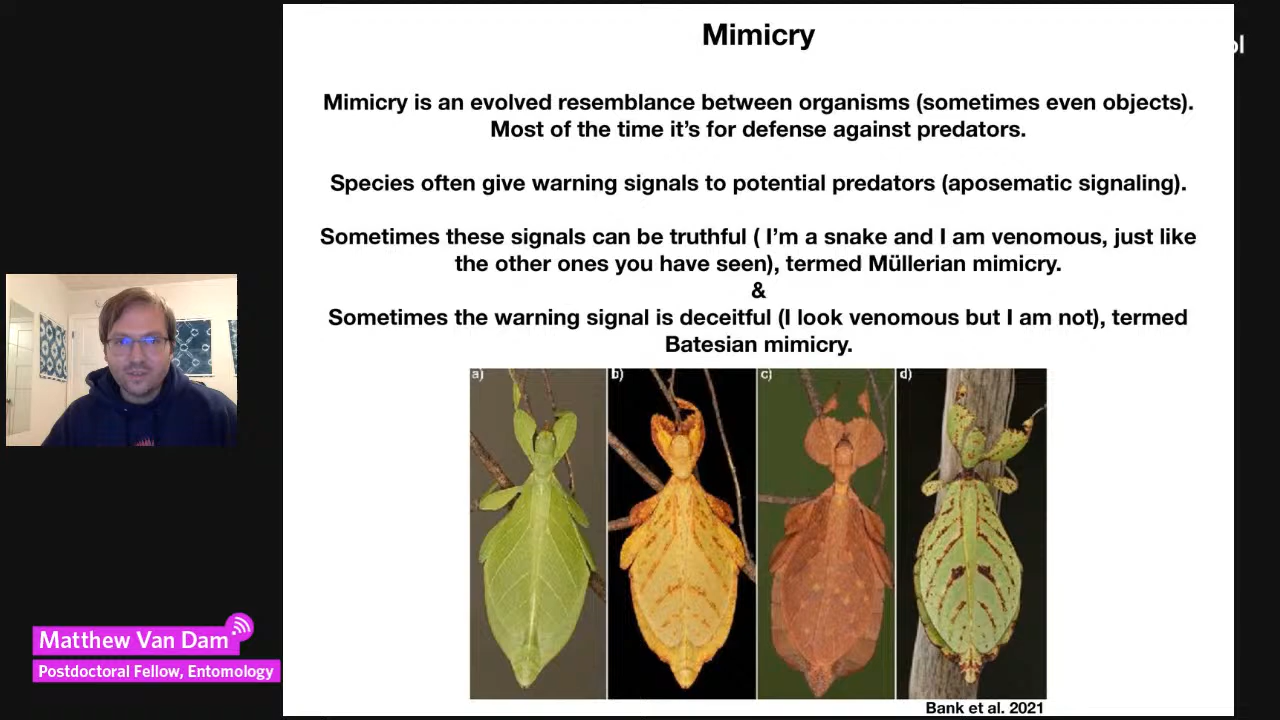 Mimicry
Mimicry is an evolved resemblance between organisms (sometimes even objects).
Most of the time it’s for defense against predators.
Species often give warning signals to potential predators (aposematic signaling).
Sometimes these signals can be truthful ( I’m a snake and I am venomous, just like
the other ones you have seen), termed Müllerian mimicry.
&
Sometimes the warning signal is deceitful (I look venomous but I am not), termed
Batesian mimicry.
a)
b)
c)
d)
Bank et al. 2021
Matthew Van Dam
Postdoctoral Fellow, Entomology